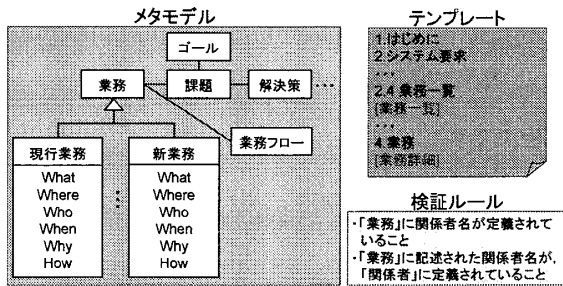 メタモデル
ゴール
業務
課題
解決策
・・・
業務フロー
現行業務
What
Where
Who
When
Why
How
・・・
新業務
What
Where
Who
When
Why
How
テンプレート
1.はじめに
2.システム要求
・・・
2.4 業務一覧
[業務一覧]
・・・
4.業務
[業務詳細]
検証ルール
・「業務」に関係者名が定義されて
いること
・「業務」に記述された関係者名が,
「関係者」に定義されていること